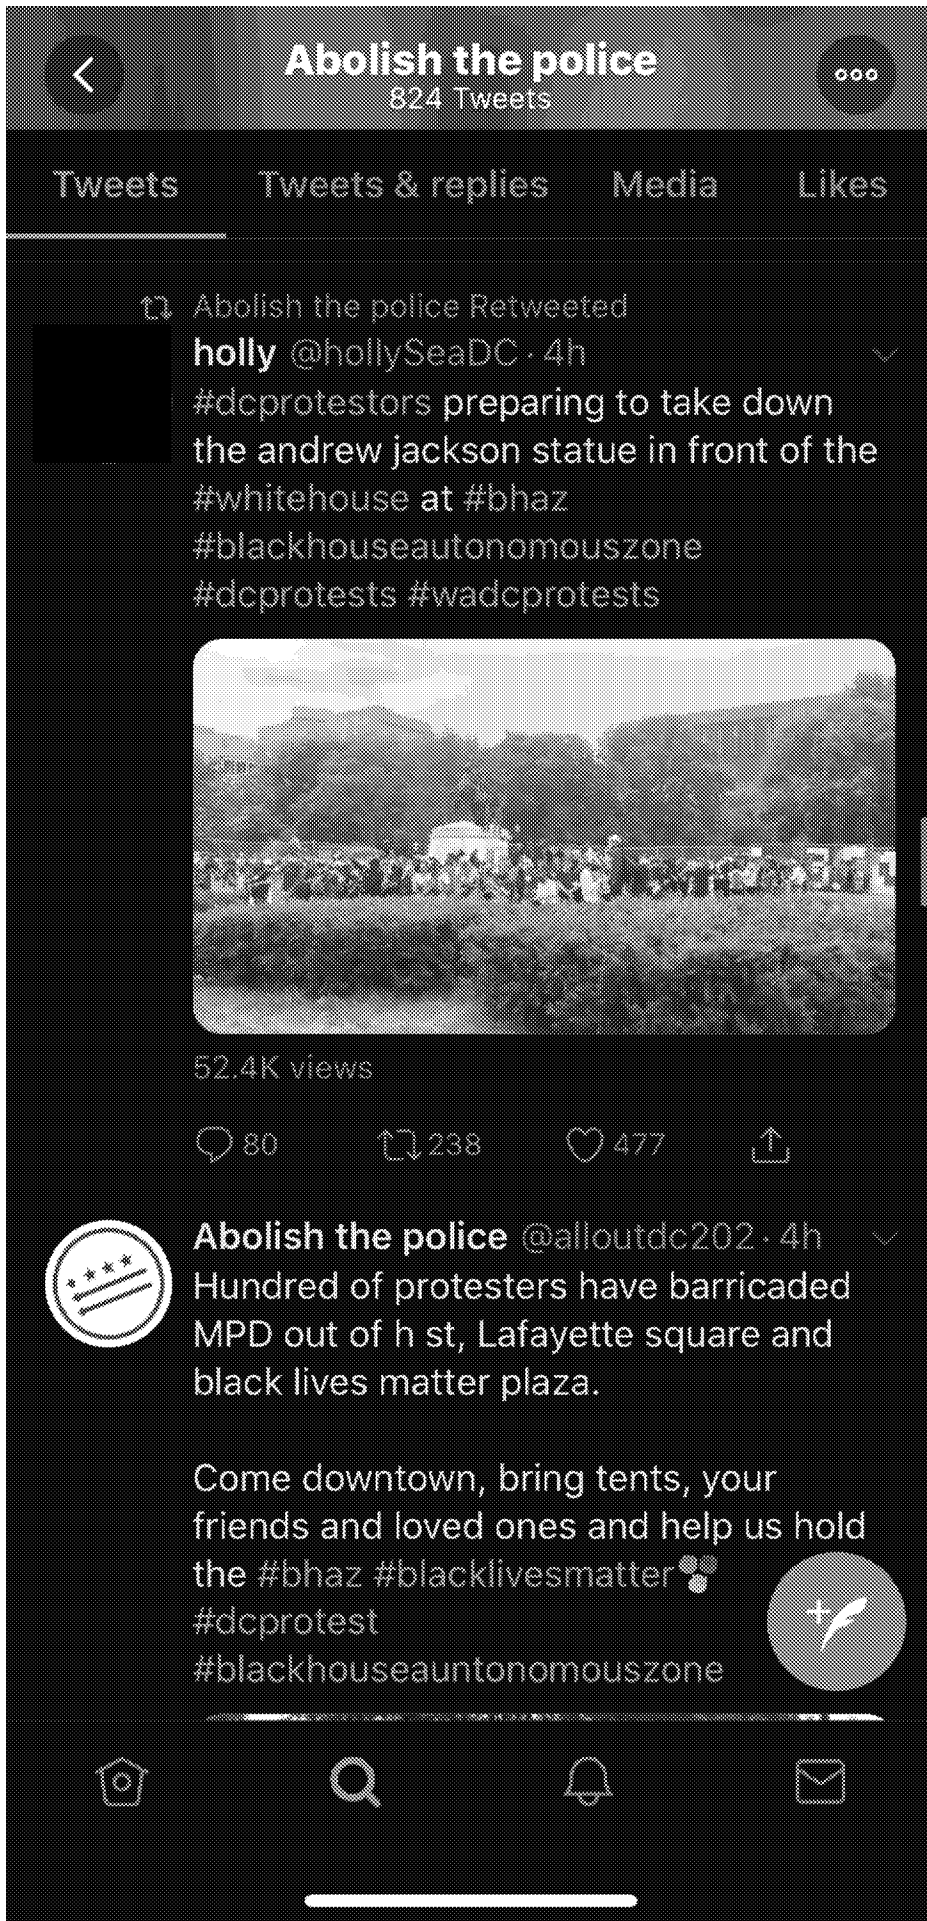 Abolish the police
824 Tweets
Tweets Tweets & replies Media Likes
Abolish the police Retweeted
holly @hollySeaDC · 4h
#dcprotestors preparing to take down
the andrew jackson statue in front of the
#whitehouse at #bhaz
#blackhouseautonomouszone
#dcprotests #wadcprotests
52.4K views
80 238 477
Abolish the police @alloutdc202 · 4h
Hundred of protesters have barricaded
MPD out of h st, Lafayette square and
black lives matter plaza.
Come downtown, bring tents, your
friends and loved ones and help us hold
the #bhaz #blacklivesmatter
#dcprotest
#blackhouseauntonomouszone